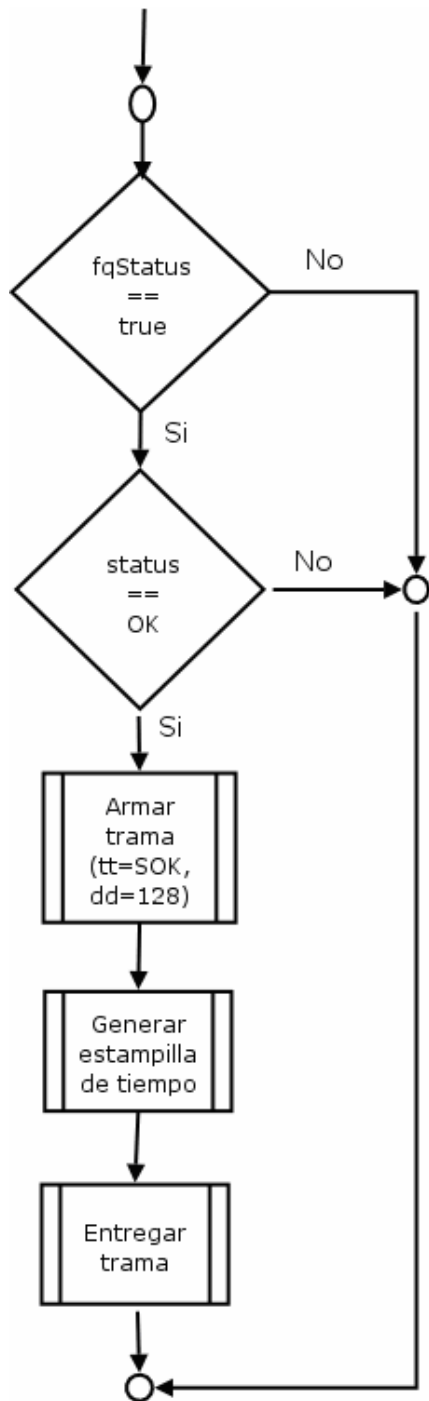 fqStatus
==
true
No
Si
status
==
OK
No
Si
Armar
trama
(tt=SOK,
dd=128)
Generar
estampilla
de tiempo
Entregar
trama